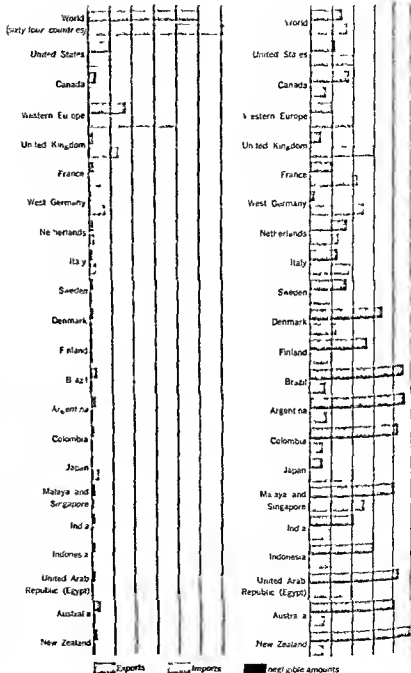 World
(sixty four countries)
United States
Canada
Western Europe
United Kingdom
France
West Germany
Netherlands
Italy
Sweden
Denmark
Finland
Brazil
Argentina
Colombia
Japan
Malaya and
Singapore
India
Indonesia
United Arab
Republic (Egypt)
Australia
New Zealand
World
United States
Canada
Western Europe
United Kingdom
France
West Germany
Netherlands
Italy
Sweden
Denmark
Finland
Brazil
Argentina
Colombia
Japan
Malaya and
Singapore
India
Indonesia
United Arab
Republic (Egypt)
Australia
New Zealand
Exports
Imports
negligible amounts